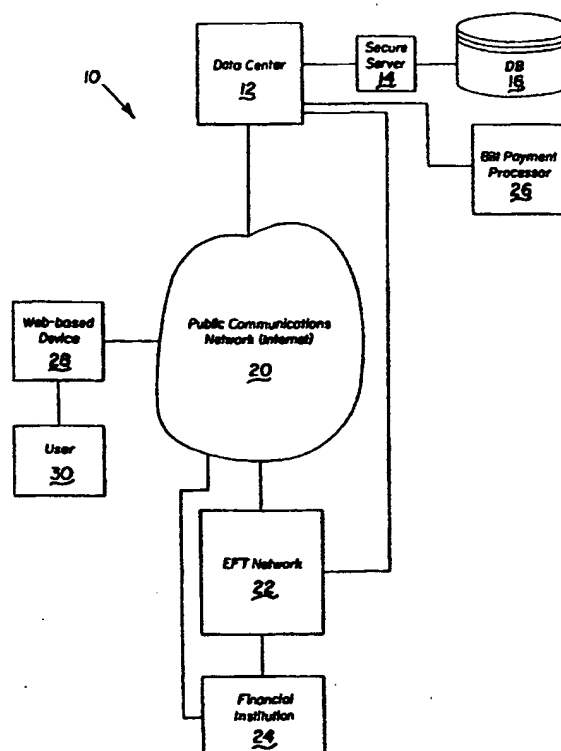 10
Data Center
12
Secure
Server
14
DB
16
Bill Payment
Processor
26
Public Communications
Network (Internet)
20
Web-based
Device
28
User
30
EFT Network
22
Financial
Institution
24